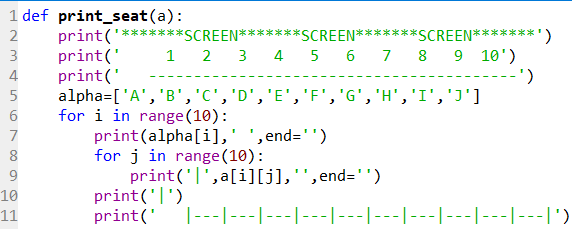 1 def print_seat(a):
2     print('*******SCREEN*******SCREEN*******SCREEN*******')
3     print('     1   2   3   4   5   6   7   8   9  10')
4     print('   -----------------------------------------')
5     alpha=['A','B','C','D','E','F','G','H','I','J']
6     for i in range(10):
7         print(alpha[i],' ',end='')
8         for j in range(10):
9             print('|',a[i][j],'',end='')
10         print('|')
11         print('   |---|---|---|---|---|---|---|---|---|---|')